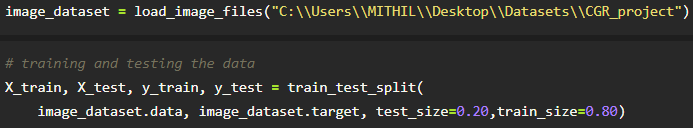 image_dataset = load_image_files("C:\\Users\\MITHIL\\Desktop\\Datasets\\CGR_project")
# training and testing the data
X_train, X_test, y_train, y_test = train_test_split(
    image_dataset.data, image_dataset.target, test_size=0.20,train_size=0.80)